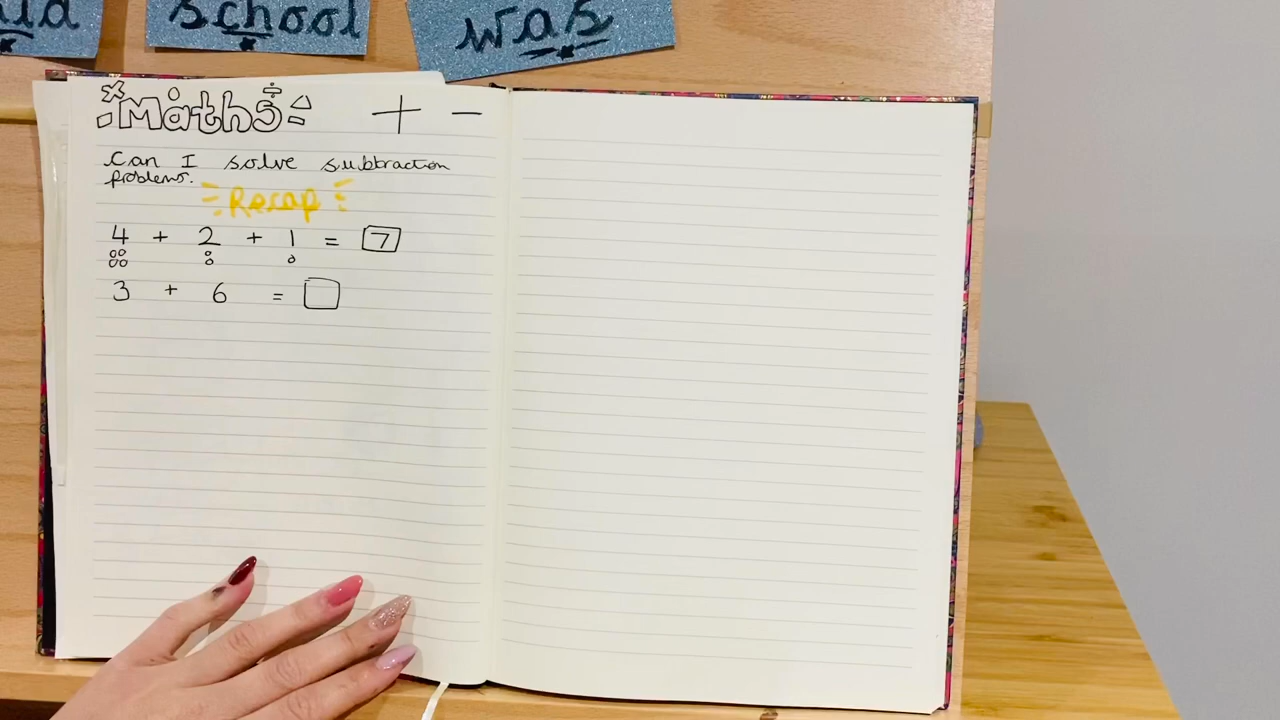 school
was
Maths + −
Can I solve subtraction
problems.
Recap
4 + 2 + 1 = 7
3 + 6 =